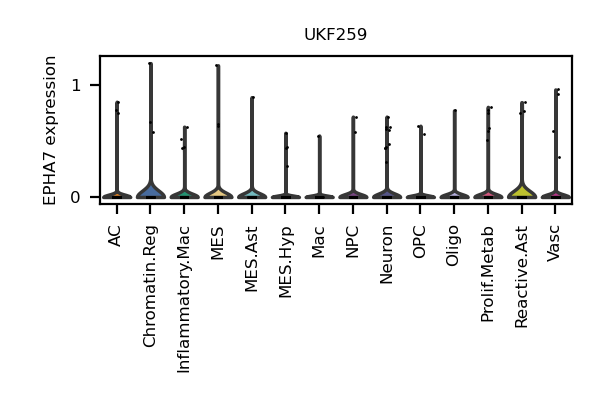 UKF259
EPHA7 expression
1
0
AC
Chromatin.Reg
Inflammatory.Mac
MES
MES.Ast
MES.Hyp
Mac
NPC
Neuron
OPC
Oligo
Prolif.Metab
Reactive.Ast
Vasc